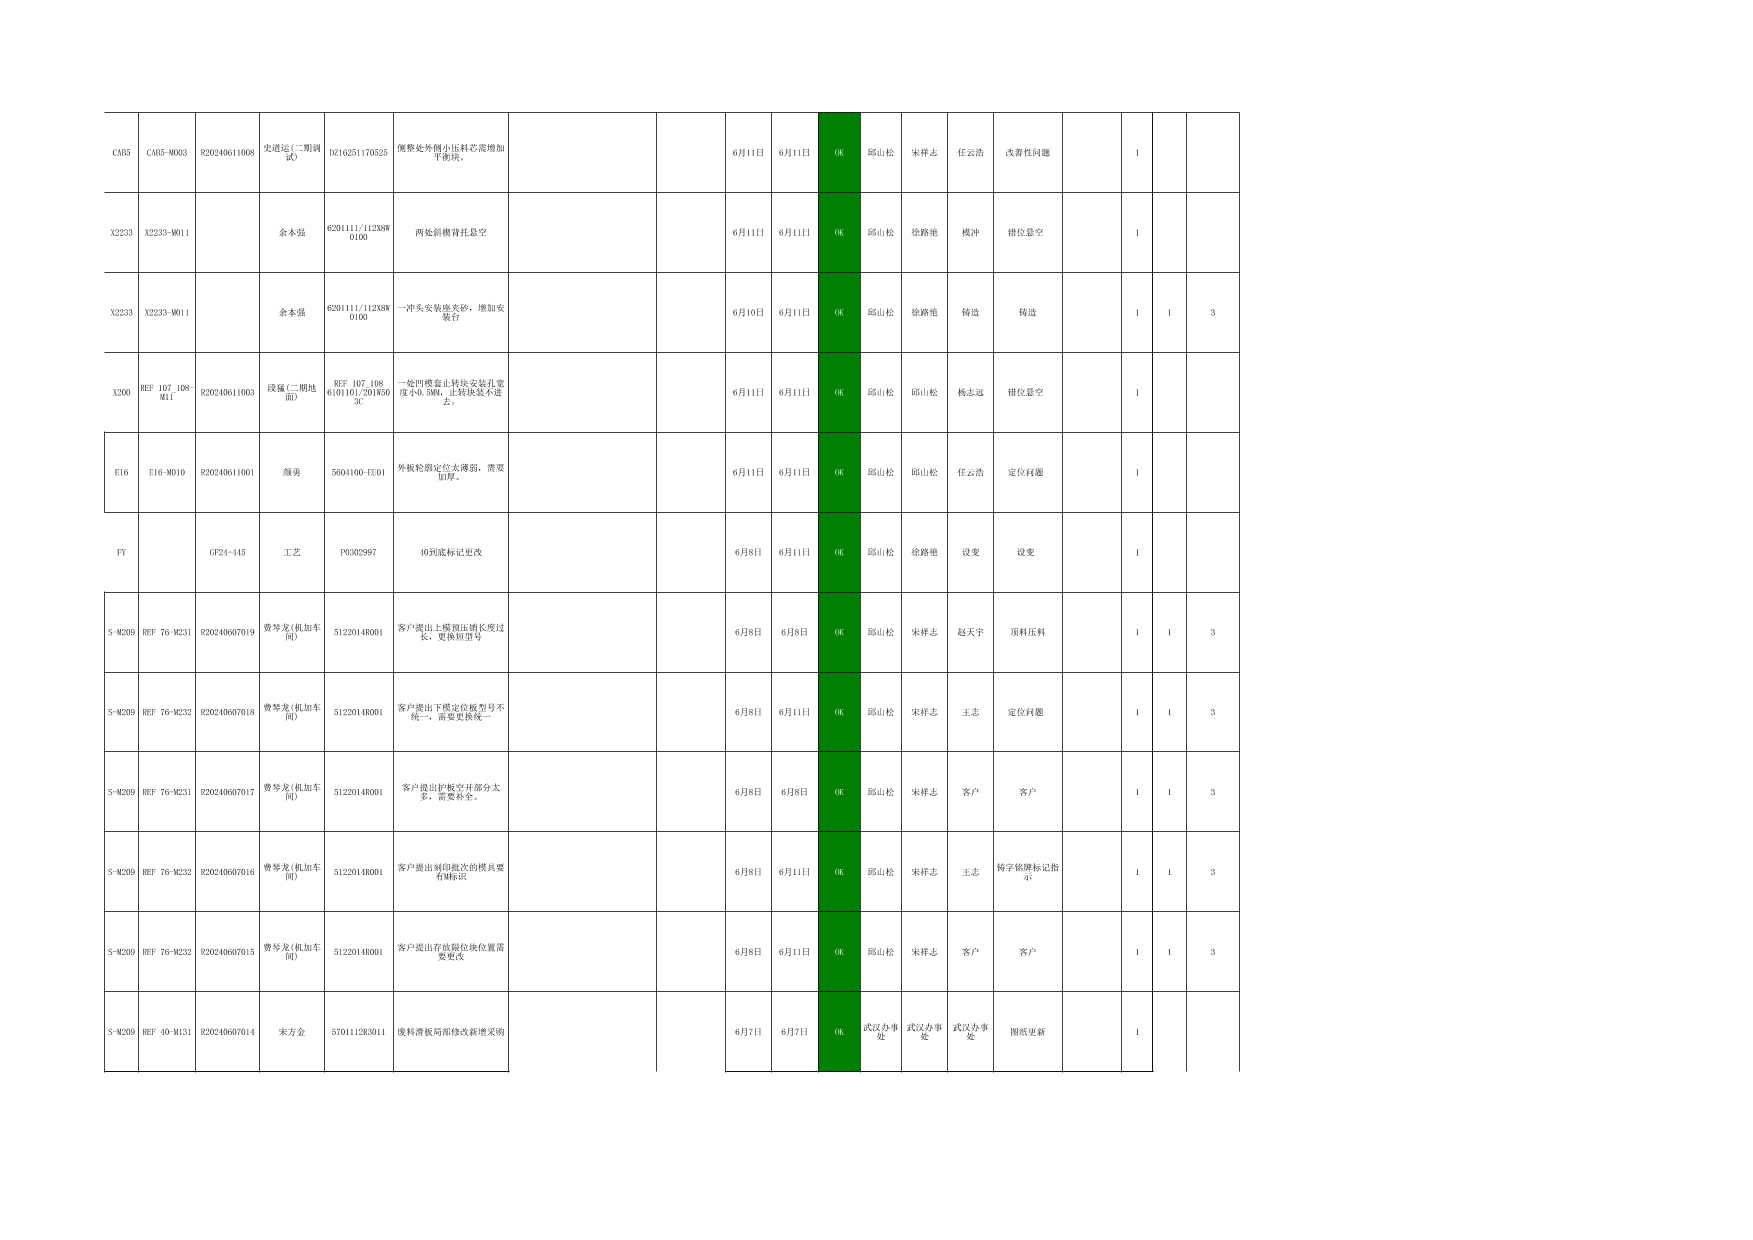 CAB5 CAB5-M003 R20240611008 史道运(二期调试) DZ16251170525 侧整处外侧小压料芯需增加平衡块。 6月11日 6月11日 OK 邱山松 宋祥志 任云浩 改善性问题 1
X2233 X2233-M011 余本强 6201111/112X8W0100 两处斜楔背托悬空 6月11日 6月11日 OK 邱山松 徐路艳 模冲 错位悬空 1
X2233 X2233-M011 余本强 6201111/112X8W0100 一冲头安装座夹砂，增加安装台 6月10日 6月11日 OK 邱山松 徐路艳 铸造 铸造 1 1 3
X200 REF 107_108-M11 R20240611003 段猛(二期地面) REF 107_108 6101101/201W503C 一处凹模套止转块安装孔宽度小0.5MM，止转块装不进去。 6月11日 6月11日 OK 邱山松 邱山松 杨志远 错位悬空 1
E16 E16-M010 R20240611001 颜勇 5604100-EU01 外板轮廓定位太薄弱，需要加厚。 6月11日 6月11日 OK 邱山松 邱山松 任云浩 定位问题 1
FY GF24-445 工艺 P0302997 40到底标记更改 6月8日 6月11日 OK 邱山松 徐路艳 设变 设变 1
S-M209 REF 76-M231 R20240607019 费琴龙(机加车间) 5122014R001 客户提出上模预压销长度过长，更换短型号 6月8日 6月8日 OK 邱山松 宋祥志 赵天宇 顶料压料 1 1 3
S-M209 REF 76-M232 R20240607018 费琴龙(机加车间) 5122014R001 客户提出下模定位板型号不统一，需要更换统一 6月8日 6月11日 OK 邱山松 宋祥志 王志 定位问题 1 1 3
S-M209 REF 76-M231 R20240607017 费琴龙(机加车间) 5122014R001 客户提出护板空开部分太多，需要补全。 6月8日 6月8日 OK 邱山松 宋祥志 客户 客户 1 1 3
S-M209 REF 76-M232 R20240607016 费琴龙(机加车间) 5122014R001 客户提出刻印批次的模具要有M标识 6月8日 6月11日 OK 邱山松 宋祥志 王志 铸字铭牌标记指示 1 1 3
S-M209 REF 76-M232 R20240607015 费琴龙(机加车间) 5122014R001 客户提出存放限位块位置需要更改 6月8日 6月11日 OK 邱山松 宋祥志 客户 客户 1 1 3
S-M209 REF 40-M131 R20240607014 宋方金 5701112R3011 废料滑板局部修改新增采购 6月7日 6月7日 OK 武汉办事处 武汉办事处 武汉办事处 图纸更新 1